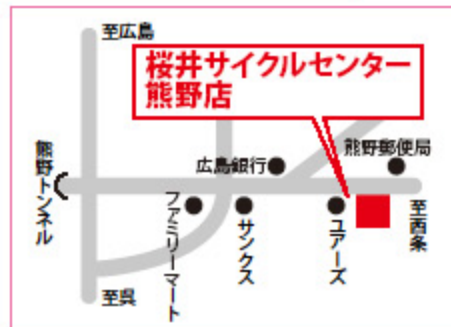 至広島
桜井サイクルセンター
熊野店
熊野トンネル
広島銀行
熊野郵便局
ファミリーマート
サンクス
ユアーズ
至西条
至呉